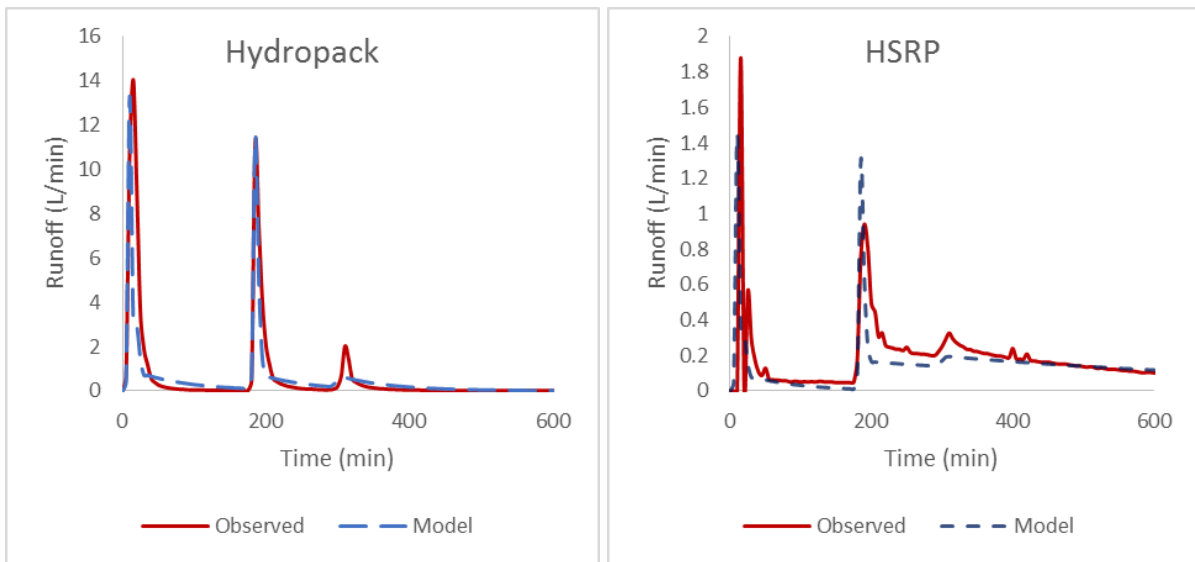 Hydropack
Runoff (L/min)
16
14
12
10
8
6
4
2
0
0 200 400 600
Time (min)
Observed Model
HSRP
Runoff (L/min)
2
1.8
1.6
1.4
1.2
1
0.8
0.6
0.4
0.2
0
0 200 400 600
Time (min)
Observed Model